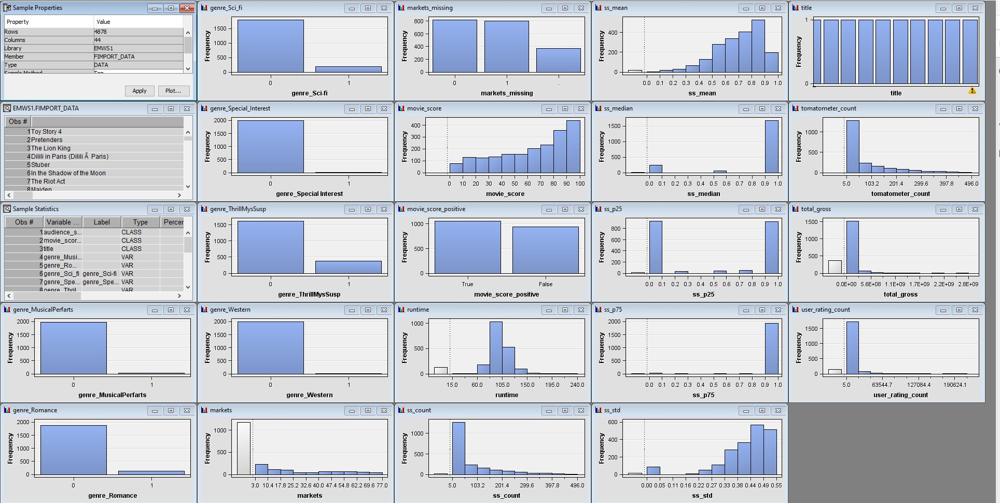 Sample Properties
Property Value
Rows 4878
Columns 44
Library EMWS1
Member FIMPORT_DATA
Type DATA
Sample Method Top
Apply Plot...
EMWS1.FIMPORT_DATA
Obs #
1 Toy Story 4
2 Pretenders
3 The Lion King
4 Dilili in Paris (Dilili Ã Paris)
5 Stuber
6 In the Shadow of the Moon
7 The Riot Act
8 Maiden
Sample Statistics
Obs # Variable ... Label Type Percen
1 audience_s... CLASS
2 movie_scor... CLASS
3 title CLASS
4 genre_Musi... VAR
5 genre_Ro... VAR
6 genre_Sci_fi genre_Sci-fi VAR
7 genre_Spe... genre_Spe... VAR
8 genre_Thril... VAR
genre_MusicalPerfarts
Frequency
2000
1500
1000
500
0
0 1
genre_MusicalPerfarts
genre_Romance
Frequency
2000
1500
1000
500
0
0 1
genre_Romance
genre_Sci_fi
Frequency
1500
1000
500
0
0 1
genre_Sci-fi
genre_Special_Interest
Frequency
2000
1500
1000
500
0
0 1
genre_Special Interest
genre_ThrillMysSusp
Frequency
1500
1000
500
0
0 1
genre_ThrillMysSusp
genre_Western
Frequency
2000
1500
1000
500
0
0 1
genre_Western
markets
Frequency
1000
500
0
3.0 10.4 17.8 25.2 32.6 40.0 47.4 54.8 62.2 69.6 77.0
markets
markets_missing
Frequency
800
600
400
200
0
0 1 .
markets_missing
movie_score
Frequency
400
300
200
100
0
0 10 20 30 40 50 60 70 80 90 100
movie_score
movie_score_positive
Frequency
1000
500
0
True False
movie_score_positive
runtime
Frequency
1000
500
0
15.0 60.0 105.0 150.0 195.0 240.0
runtime
ss_count
Frequency
1000
500
0
5.0 103.2 201.4 299.6 397.8 496.0
ss_count
ss_mean
Frequency
400
200
0
0.0 0.1 0.2 0.3 0.4 0.5 0.6 0.7 0.8 0.9 1.0
ss_mean
ss_median
Frequency
1500
1000
500
0
0.0 0.1 0.2 0.3 0.4 0.5 0.6 0.7 0.8 0.9 1.0
ss_median
ss_p25
Frequency
800
600
400
200
0
0.0 0.1 0.2 0.3 0.4 0.5 0.6 0.7 0.8 0.9 1.0
ss_p25
ss_p75
Frequency
2000
1500
1000
500
0
0.0 0.1 0.2 0.3 0.4 0.5 0.6 0.7 0.8 0.9 1.0
ss_p75
ss_std
Frequency
600
400
200
0
0.00 0.05 0.11 0.16 0.22 0.27 0.33 0.38 0.44 0.49 0.55
ss_std
title
Frequency
1
0
title
tomatometer_count
Frequency
1000
500
0
5.0 103.2 201.4 299.6 397.8 496.0
tomatometer_count
total_gross
Frequency
1500
1000
500
0
0.0E+00 5.6E+08 1.1E+09 1.7E+09 2.2E+09 2.8E+09
total_gross
user_rating_count
Frequency
1500
1000
500
0
5.0 63544.7 127084.4 190624.1
user_rating_count